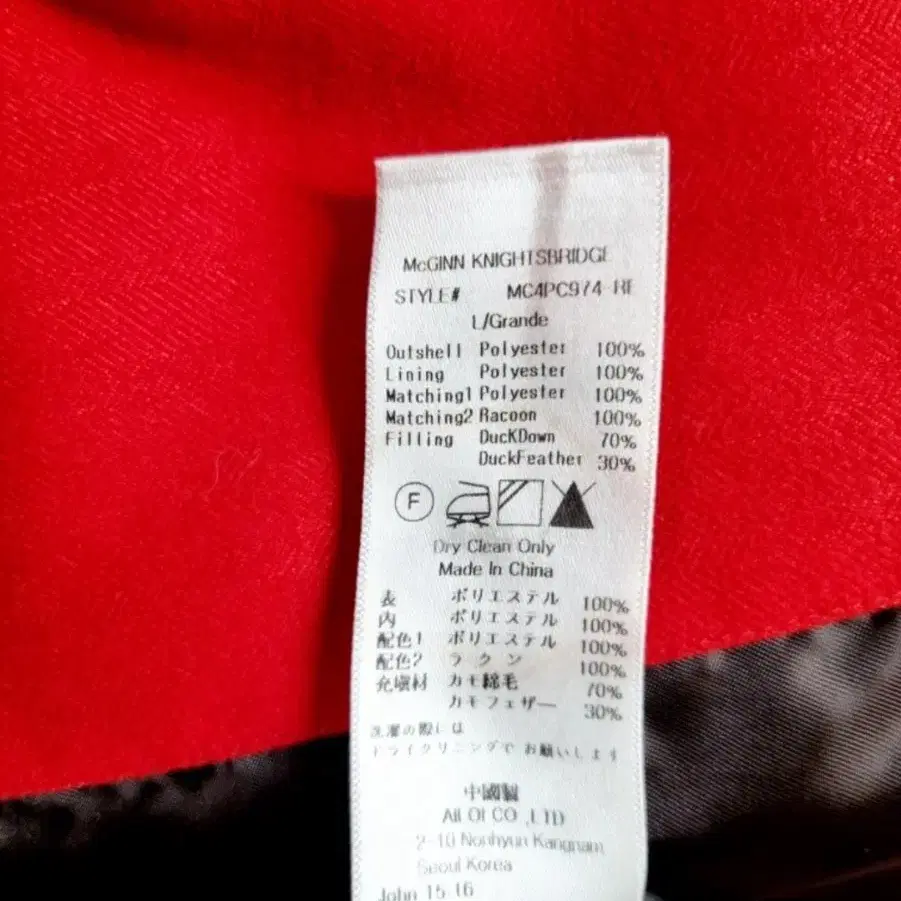 McGINN KNIGHTSBRIDGE
STYLE# MC4PC974-RE
L/Grande
Outshell Polyester 100%
Lining Polyester 100%
Matching1 Polyester 100%
Matching2 Racoon 100%
Filling DucKDown 70%
DuckFeather 30%
F
Dry Clean Only
Made In China
表 ポリエステル 100%
内 ポリエステル 100%
配色1 ポリエステル 100%
配色2 ラクン 100%
充塡材 カモ綿毛 70%
カモフェザー 30%
洗濯の際には
ドライクリニングで お願いします
中國製
All OI CO.,LTD
2-10 Nonhyun Kangnam
Seoul Korea
John 15 16